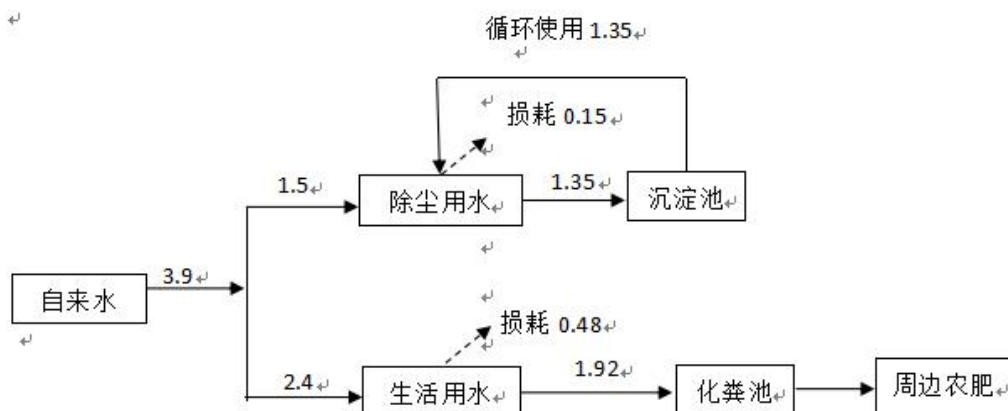 循环使用 1.35
损耗 0.15
1.5
除尘用水
1.35
沉淀池
自来水
3.9
损耗 0.48
2.4
生活用水
1.92
化粪池
周边农肥